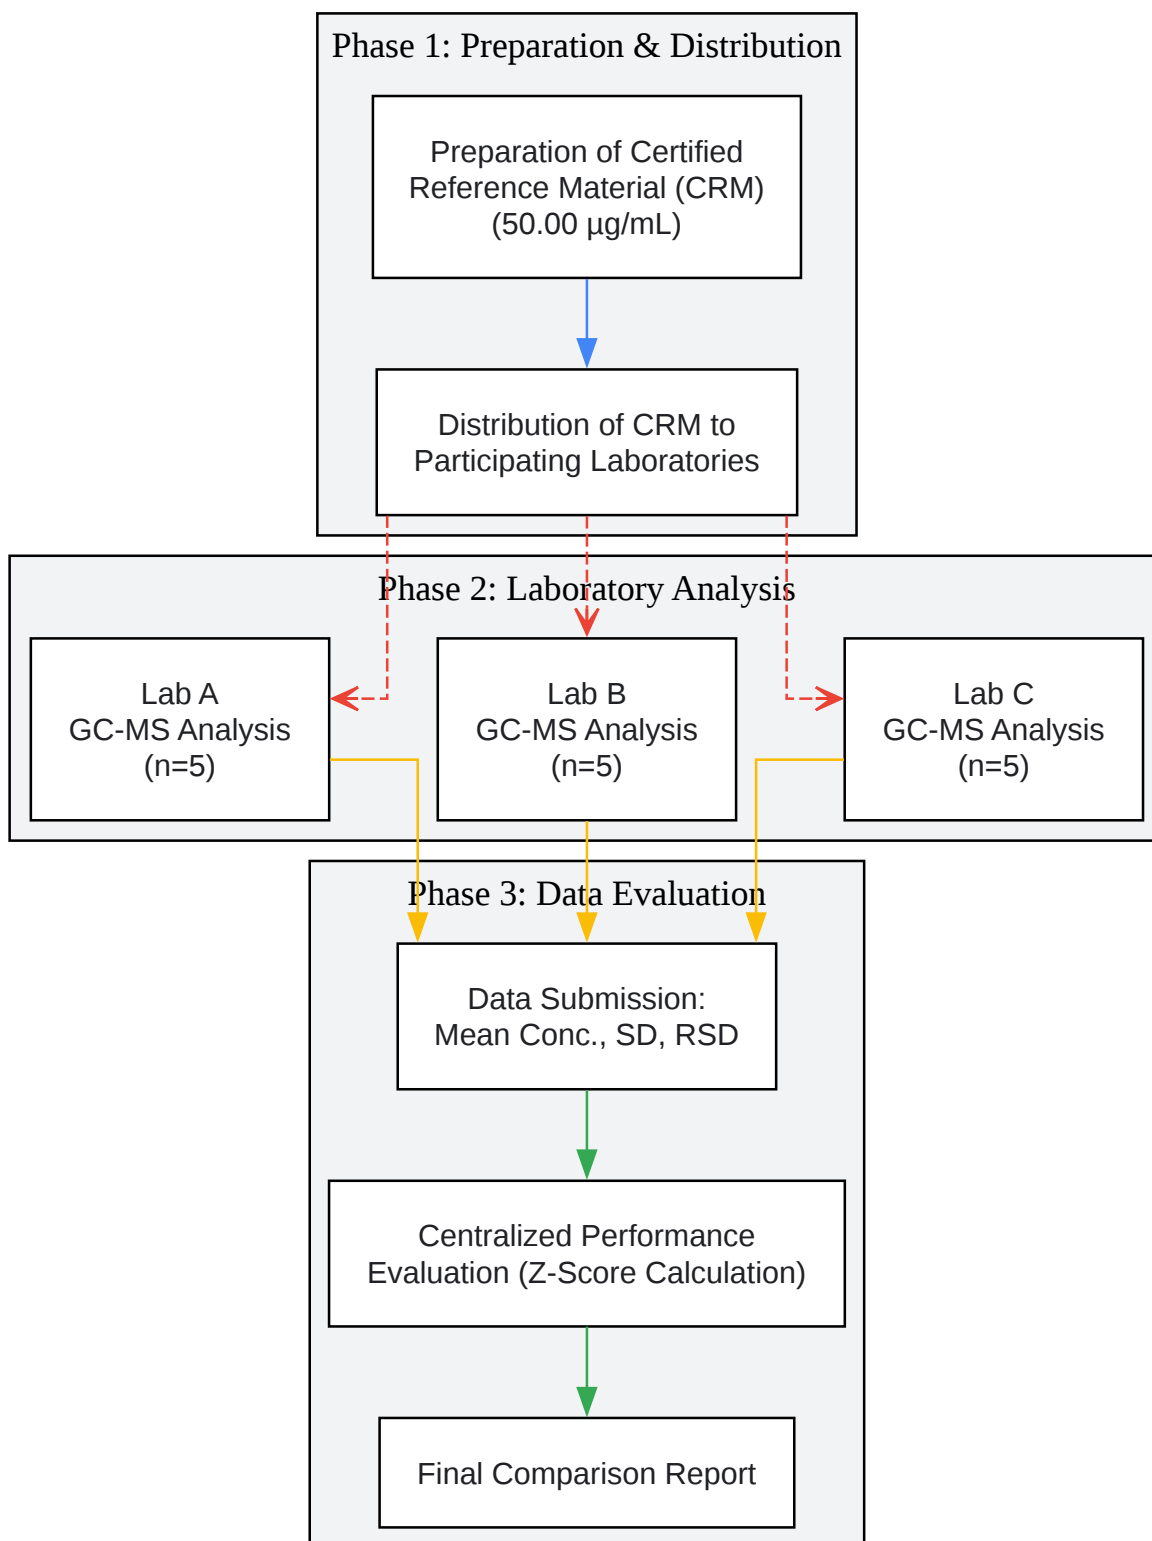 Phase 1: Preparation & Distribution
Preparation of Certified
Reference Material (CRM)
(50.00 µg/mL)
Distribution of CRM to
Participating Laboratories
Phase 2: Laboratory Analysis
Lab A
GC-MS Analysis
(n=5)
Lab B
GC-MS Analysis
(n=5)
Lab C
GC-MS Analysis
(n=5)
Phase 3: Data Evaluation
Data Submission:
Mean Conc., SD, RSD
Centralized Performance
Evaluation (Z-Score Calculation)
Final Comparison Report